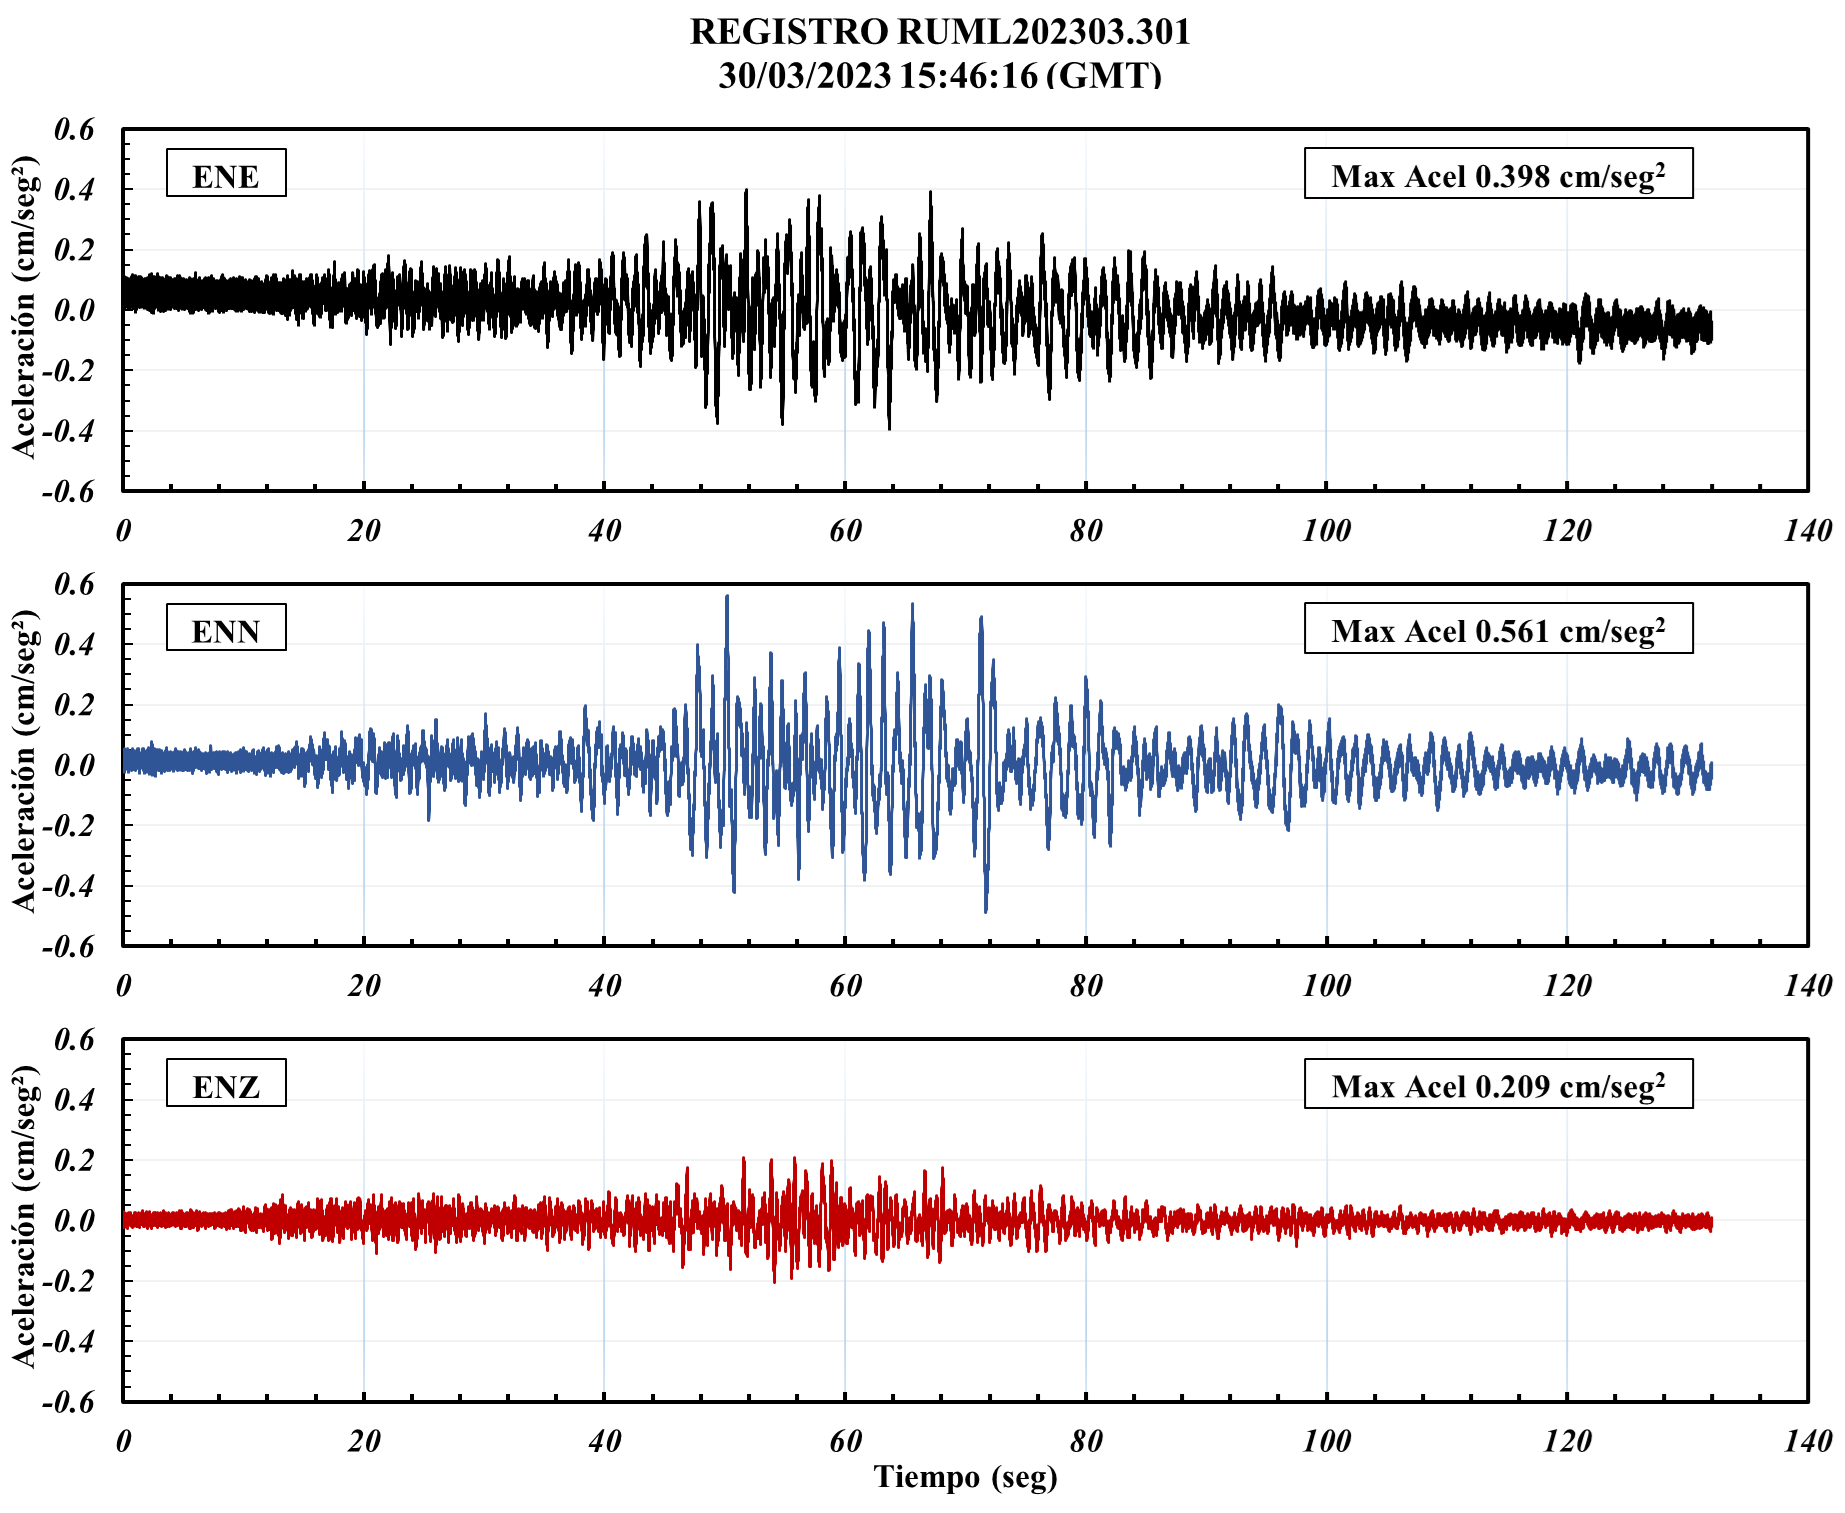 REGISTRO RUML202303.301
30/03/2023 15:46:16 (GMT)
0.6
0.4
0.2
0.0
-0.2
-0.4
-0.6
Aceleración (cm/seg²)
ENE
Max Acel 0.398 cm/seg²
0 20 40 60 80 100 120 140
0.6
0.4
0.2
0.0
-0.2
-0.4
-0.6
Aceleración (cm/seg²)
ENN
Max Acel 0.561 cm/seg²
0 20 40 60 80 100 120 140
0.6
0.4
0.2
0.0
-0.2
-0.4
-0.6
Aceleración (cm/seg²)
ENZ
Max Acel 0.209 cm/seg²
0 20 40 60 80 100 120 140
Tiempo (seg)